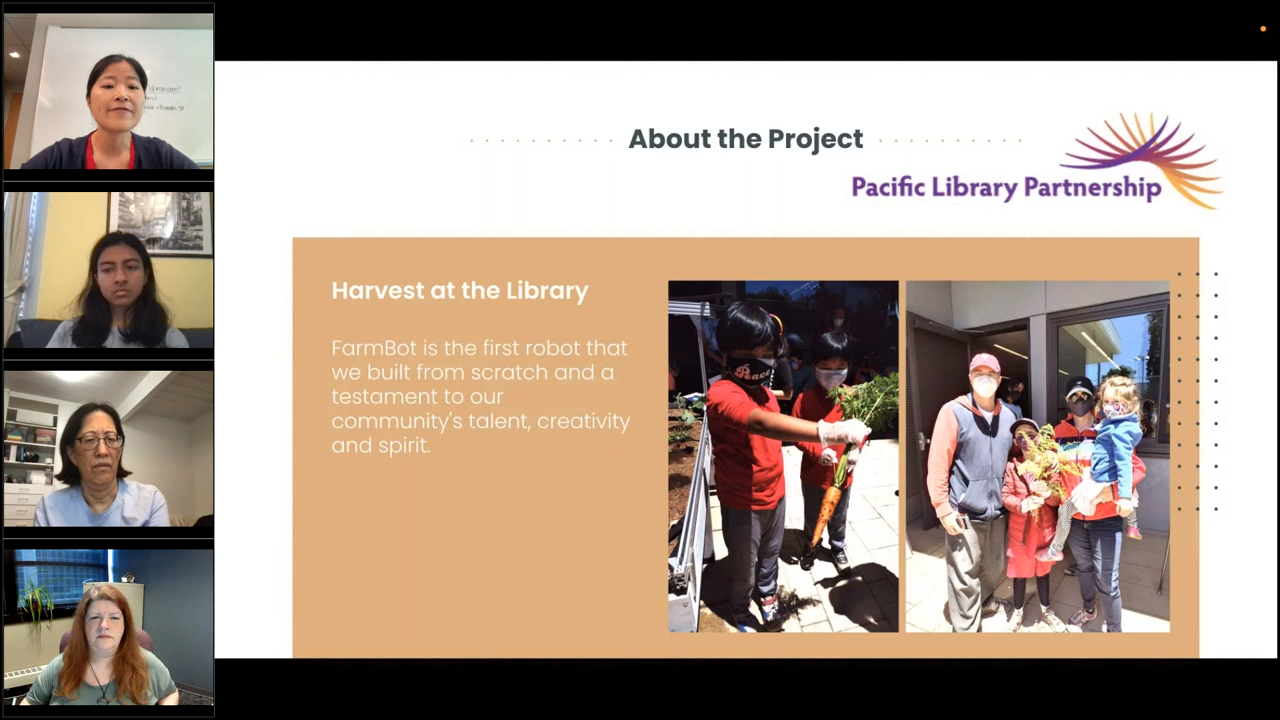 About the Project
Pacific Library Partnership
Harvest at the Library
FarmBot is the first robot that
we built from scratch and a
testament to our
community's talent, creativity
and spirit.
Peace